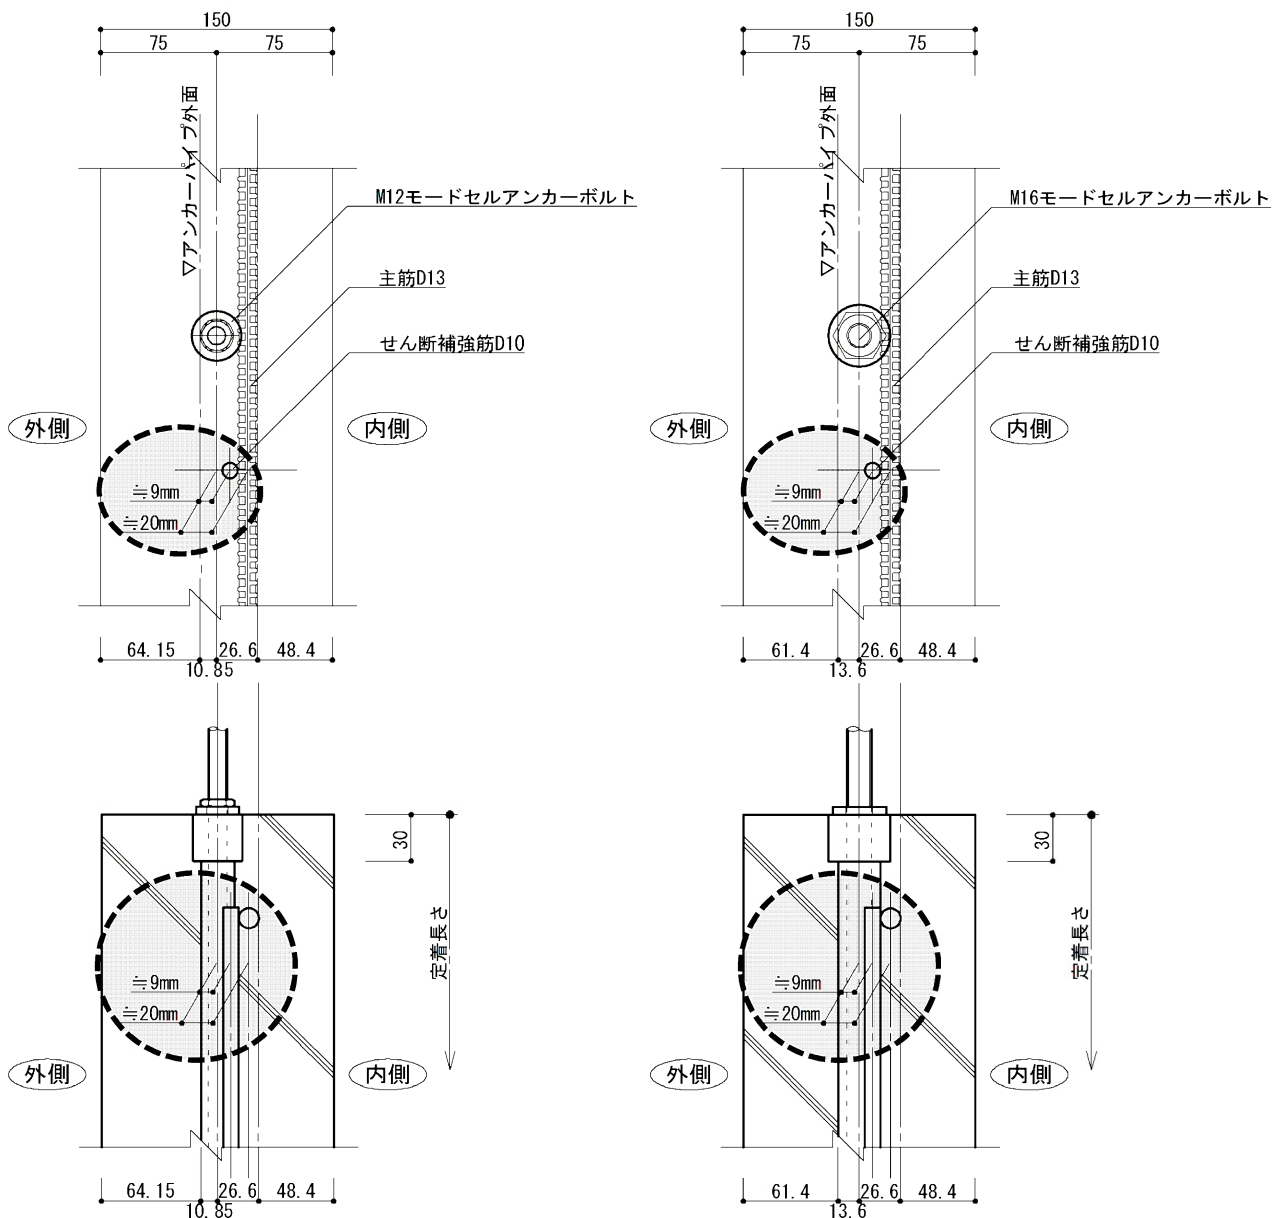 150
75
75
▽アンカーパイプ外面
M12モードセルアンカーボルト
主筋D13
せん断補強筋D10
外側
内側
≒9mm
≒20mm
64.15
26.6
48.4
10.85
150
75
75
▽アンカーパイプ外面
M16モードセルアンカーボルト
主筋D13
せん断補強筋D10
外側
内側
≒9mm
≒20mm
61.4
26.6
48.4
13.6
30
定着長さ
≒9mm
≒20mm
外側
内側
64.15
26.6
48.4
10.85
30
定着長さ
≒9mm
≒20mm
外側
内側
61.4
26.6
48.4
13.6